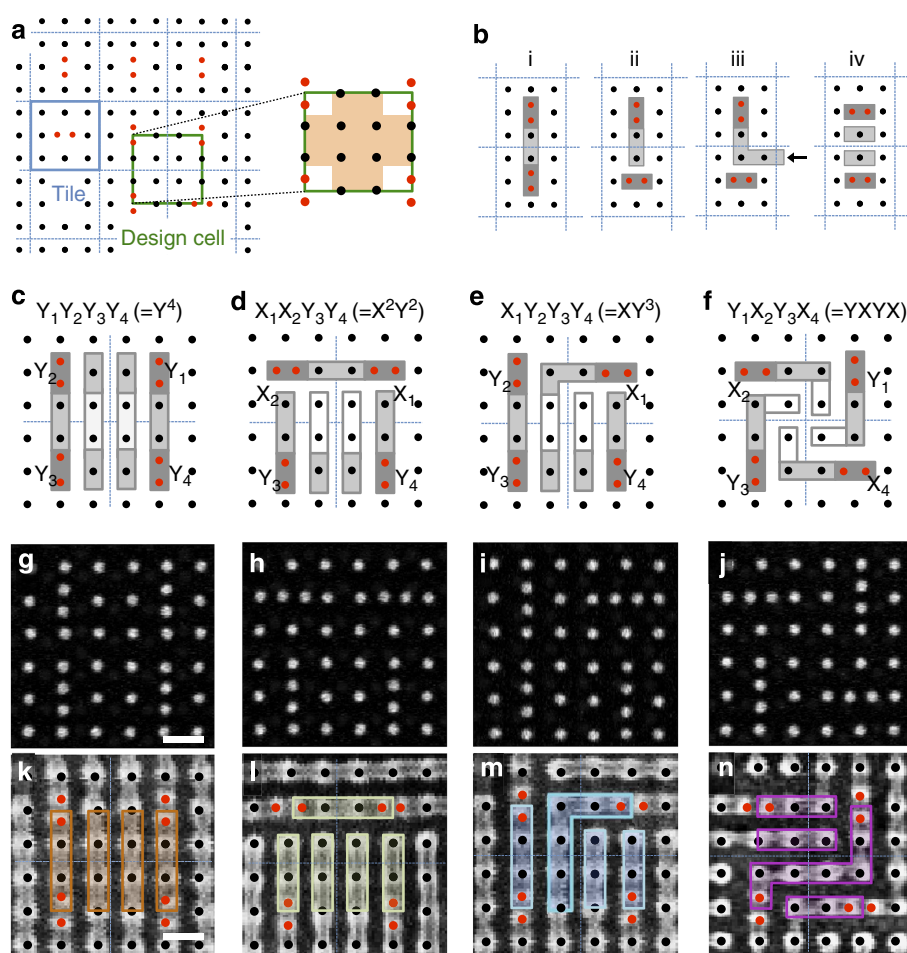 a
Tile
Design cell
b
i ii iii iv
c d e f
Y₁Y₂Y₃Y₄ (=Y⁴)
X₁X₂Y₃Y₄ (=X²Y²)
X₁Y₂Y₃Y₄ (=XY³)
Y₁X₂Y₃X₄ (=YXYX)
Y₂ Y₁
Y₃ Y₄
X₂ X₁
Y₃ Y₄
Y₂ X₁
Y₃ Y₄
X₂ Y₁
Y₃ X₄
g h i j
k l m n